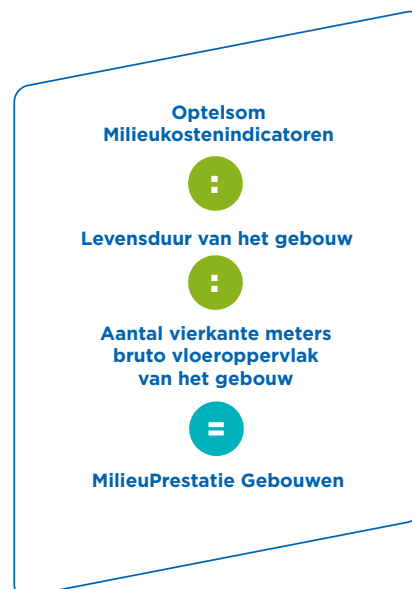 Optelsom
Milieukostenindicatoren
:
Levensduur van het gebouw
:
Aantal vierkante meters
bruto vloeroppervlak
van het gebouw
=
MilieuPrestatie Gebouwen